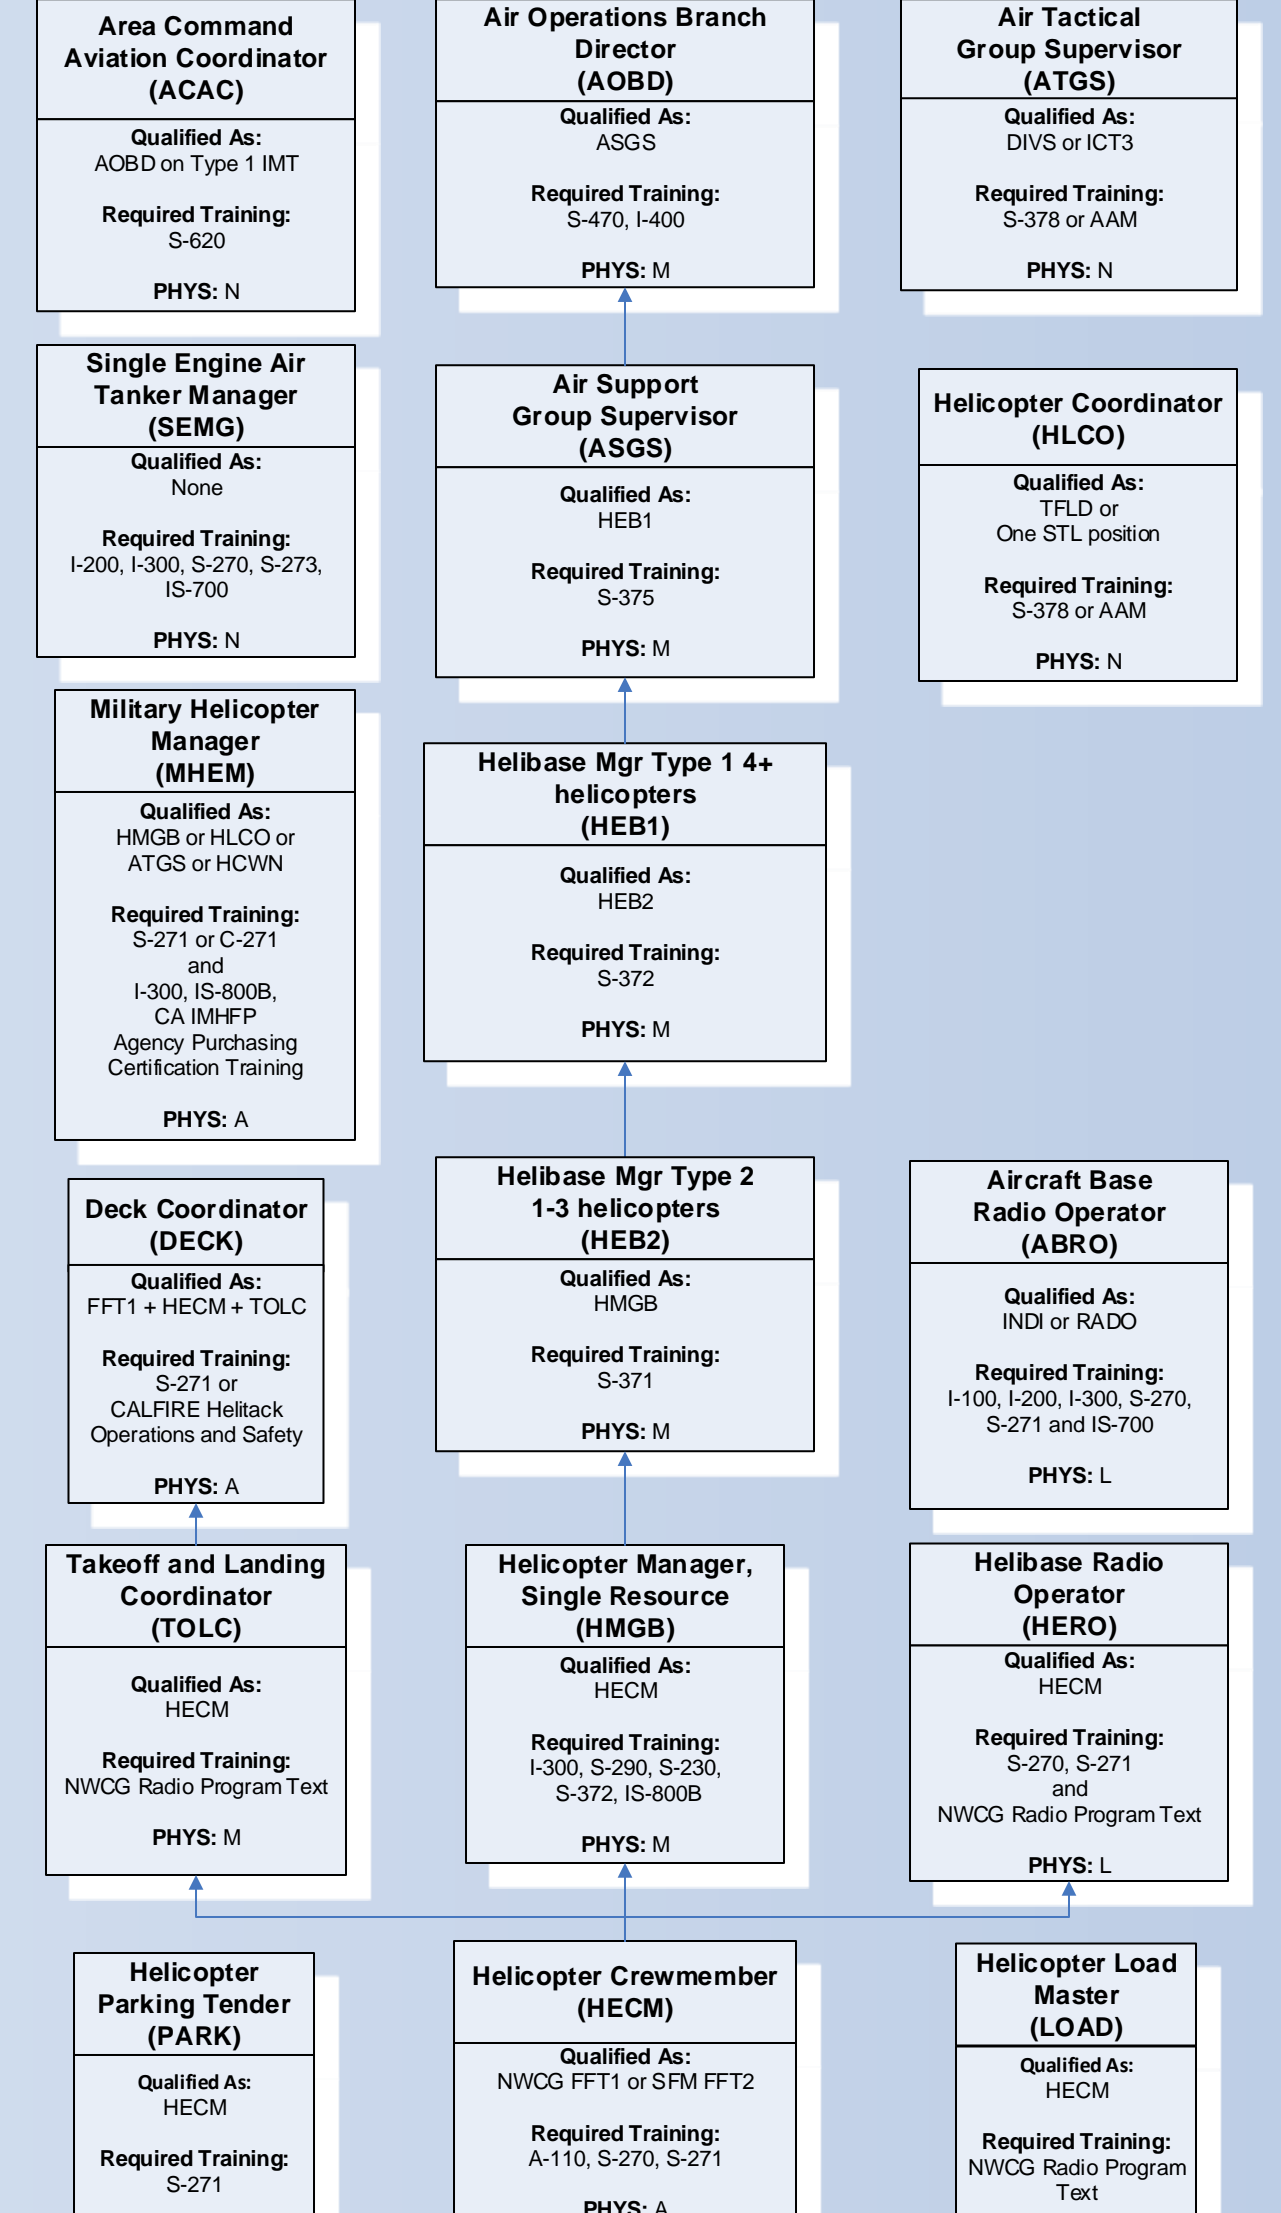 Area Command
Aviation Coordinator
(ACAC)
Qualified As:
AOBD on Type 1 IMT
Required Training:
S-620
PHYS: N
Air Operations Branch
Director
(AOBD)
Qualified As:
ASGS
Required Training:
S-470, I-400
PHYS: M
Air Tactical
Group Supervisor
(ATGS)
Qualified As:
DIVS or ICT3
Required Training:
S-378 or AAM
PHYS: N
Single Engine Air
Tanker Manager
(SEMG)
Qualified As:
None
Required Training:
I-200, I-300, S-270, S-273,
IS-700
PHYS: N
Air Support
Group Supervisor
(ASGS)
Qualified As:
HEB1
Required Training:
S-375
PHYS: M
Helicopter Coordinator
(HLCO)
Qualified As:
TFLD or
One STL position
Required Training:
S-378 or AAM
PHYS: N
Military Helicopter
Manager
(MHEM)
Qualified As:
HMGB or HLCO or
ATGS or HCWN
Required Training:
S-271 or C-271
and
I-300, IS-800B,
CA IMHFP
Agency Purchasing
Certification Training
PHYS: A
Helibase Mgr Type 1 4+
helicopters
(HEB1)
Qualified As:
HEB2
Required Training:
S-372
PHYS: M
Deck Coordinator
(DECK)
Qualified As:
FFT1 + HECM + TOLC
Required Training:
S-271 or
CALFIRE Helitack
Operations and Safety
PHYS: A
Helibase Mgr Type 2
1-3 helicopters
(HEB2)
Qualified As:
HMGB
Required Training:
S-371
PHYS: M
Aircraft Base
Radio Operator
(ABRO)
Qualified As:
INDI or RADO
Required Training:
I-100, I-200, I-300, S-270,
S-271 and IS-700
PHYS: L
Takeoff and Landing
Coordinator
(TOLC)
Qualified As:
HECM
Required Training:
NWCG Radio Program Text
PHYS: M
Helicopter Manager,
Single Resource
(HMGB)
Qualified As:
HECM
Required Training:
I-300, S-290, S-230,
S-372, IS-800B
PHYS: M
Helibase Radio
Operator
(HERO)
Qualified As:
HECM
Required Training:
S-270, S-271
and
NWCG Radio Program Text
PHYS: L
Helicopter
Parking Tender
(PARK)
Qualified As:
HECM
Required Training:
S-271
Helicopter Crewmember
(HECM)
Qualified As:
NWCG FFT1 or SFM FFT2
Required Training:
A-110, S-270, S-271
PHYS: A
Helicopter Load
Master
(LOAD)
Qualified As:
HECM
Required Training:
NWCG Radio Program
Text